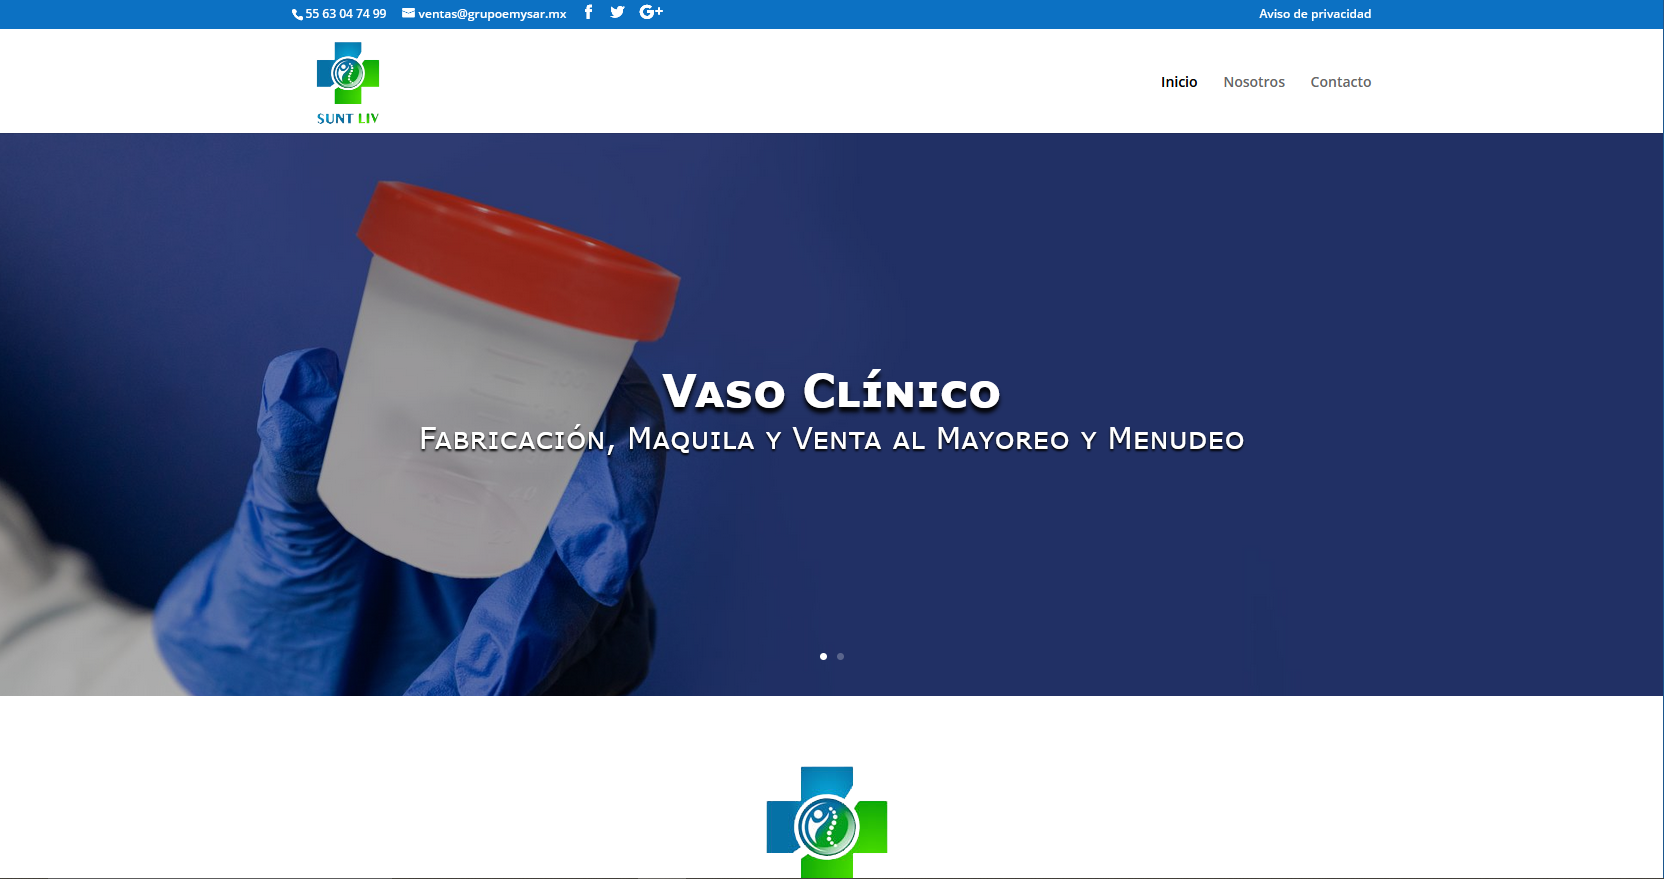 55 63 04 74 99 ventas@grupoemysar.mx Aviso de privacidad
SUNT LIV
Inicio Nosotros Contacto
Vaso Clínico
Fabricación, Maquila y Venta al Mayoreo y Menudeo